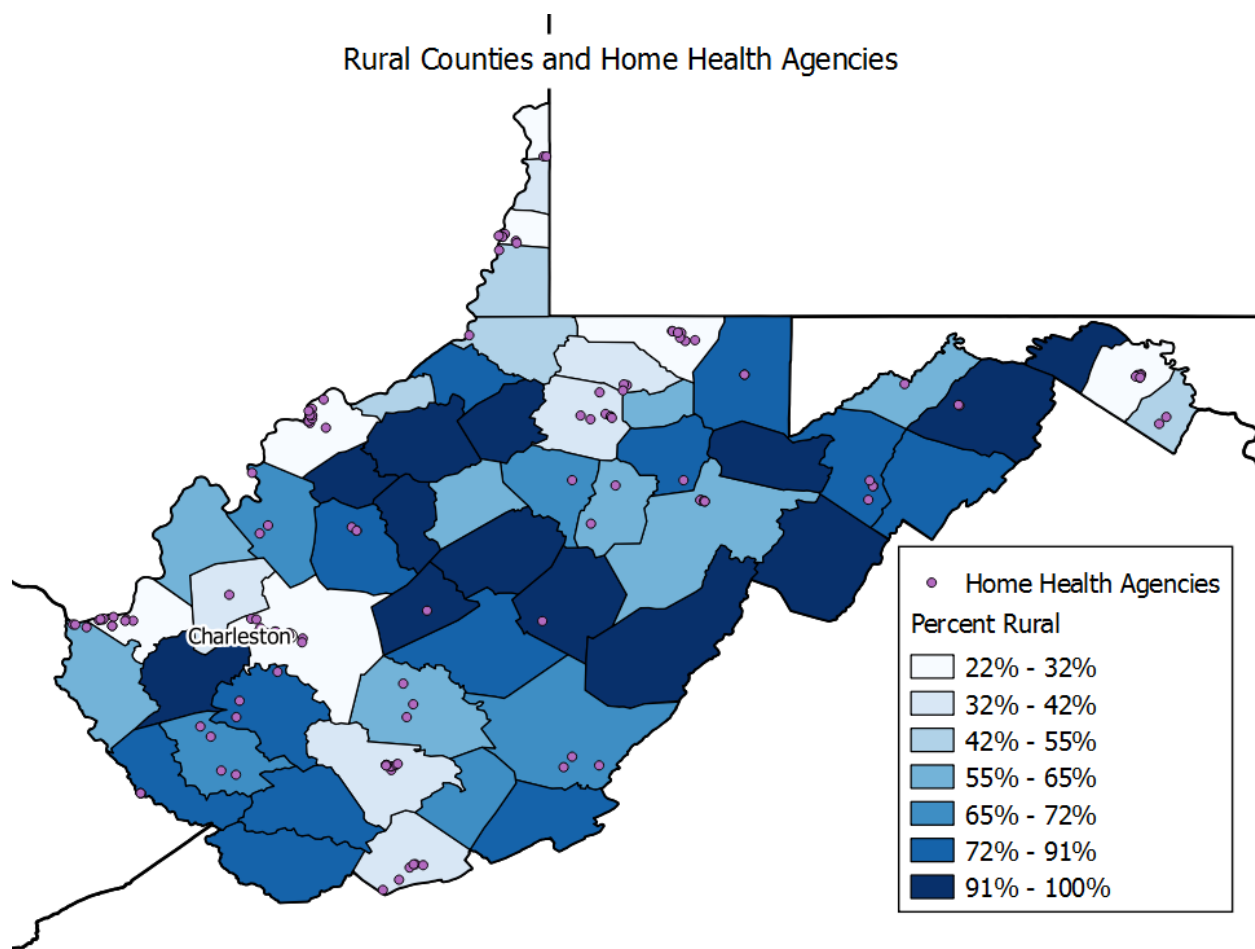 Rural Counties and Home Health Agencies
Charleston
Home Health Agencies
Percent Rural
22% - 32%
32% - 42%
42% - 55%
55% - 65%
65% - 72%
72% - 91%
91% - 100%